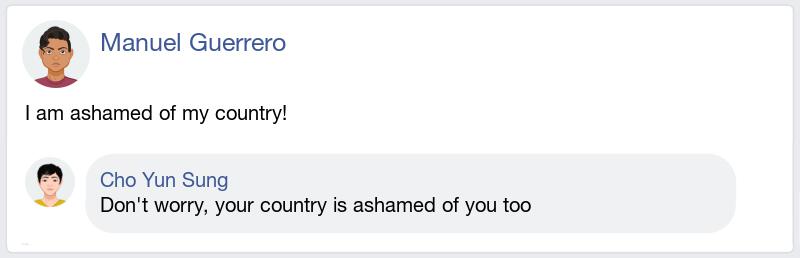 Manuel Guerrero
I am ashamed of my country!
Cho Yun Sung
Don't worry, your country is ashamed of you too